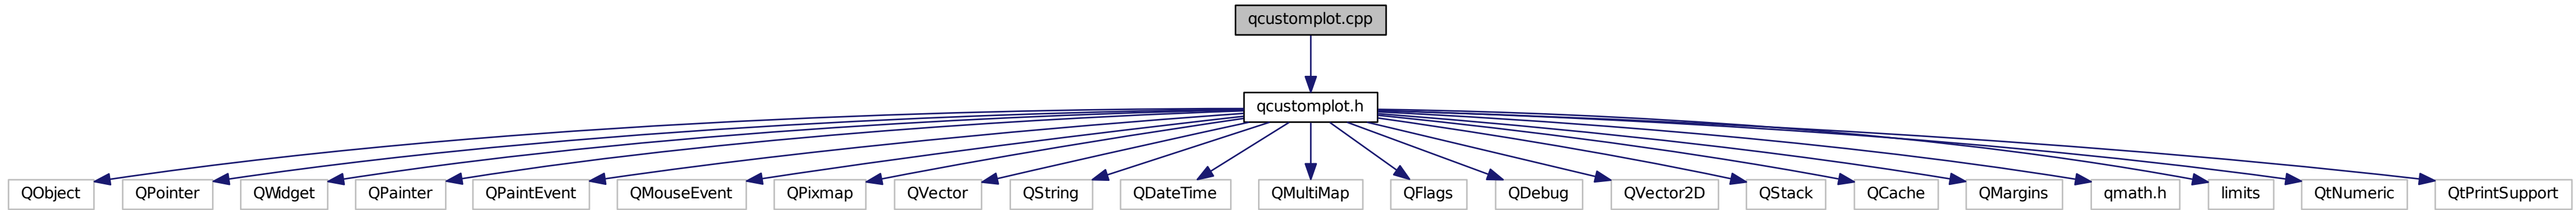 qcustomplot.cpp
qcustomplot.h
QObject
QPointer
QWidget
QPainter
QPaintEvent
QMouseEvent
QPixmap
QVector
QString
QDateTime
QMultiMap
QFlags
QDebug
QVector2D
QStack
QCache
QMargins
qmath.h
limits
QtNumeric
QtPrintSupport